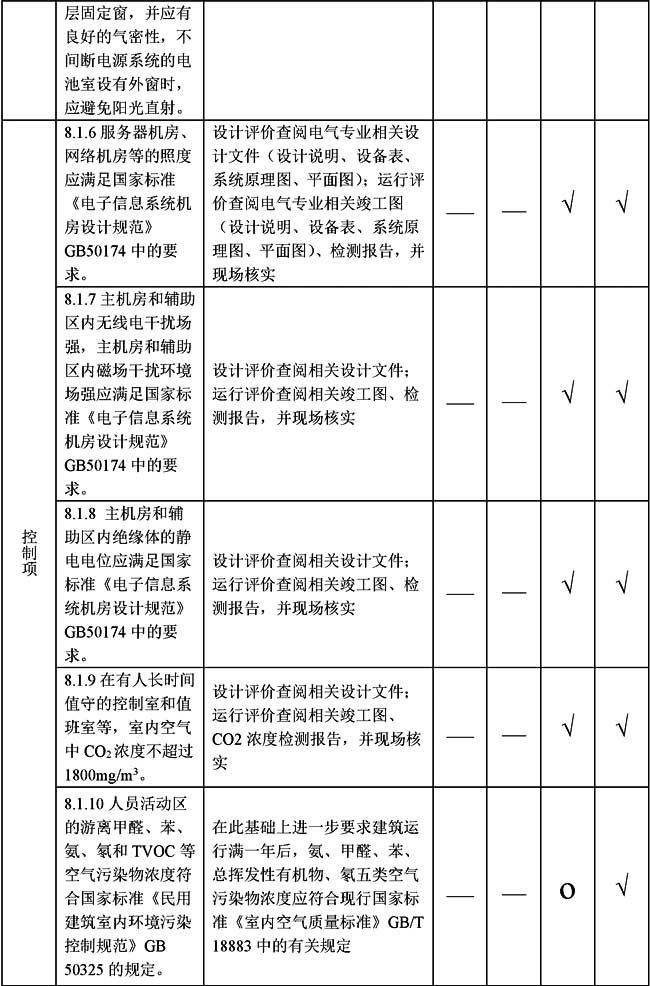 层固定窗，并应有
良好的气密性，不
间断电源系统的电
池室设有外窗时，
应避免阳光直射。
控制项
8.1.6 服务器机房、
网络机房等的照度
应满足国家标准
《电子信息系统机
房设计规范》
GB50174 中的要
求。
设计评价查阅电气专业相关设
计文件（设计说明、设备表、
系统原理图、平面图）；运行评
价查阅电气专业相关竣工图
（设计说明、设备表、系统原
理图、平面图）、检测报告，并
现场核实
— — √ √
8.1.7 主机房和辅助
区内无线电干扰场
强，主机房和辅助
区内磁场干扰环境
场强应满足国家标
准《电子信息系统
机房设计规范》
GB50174 中的要
求。
设计评价查阅相关设计文件；
运行评价查阅相关竣工图、检
测报告，并现场核实
— — √ √
8.1.8 主机房和辅
助区内绝缘体的静
电电位应满足国家
标准《电子信息系
统机房设计规范》
GB50174 中的要
求。
设计评价查阅相关设计文件；
运行评价查阅相关竣工图、检
测报告，并现场核实
— — √ √
8.1.9 在有人长时间
值守的控制室和值
班室等，室内空气
中 CO₂ 浓度不超过
1800mg/m³。
设计评价查阅相关设计文件；
运行评价查阅相关竣工图、
CO2 浓度检测报告，并现场核
实
— — √ √
8.1.10 人员活动区
的游离甲醛、苯、
氨、氡和 TVOC 等
空气污染物浓度符
合国家标准《民用
建筑室内环境污染
控制规范》GB
50325 的规定。
在此基础上进一步要求建筑运
行满一年后，氨、甲醛、苯、
总挥发性有机物、氡五类空气
污染物浓度应符合现行国家标
准《室内空气质量标准》GB/T
18883 中的有关规定
— — o √